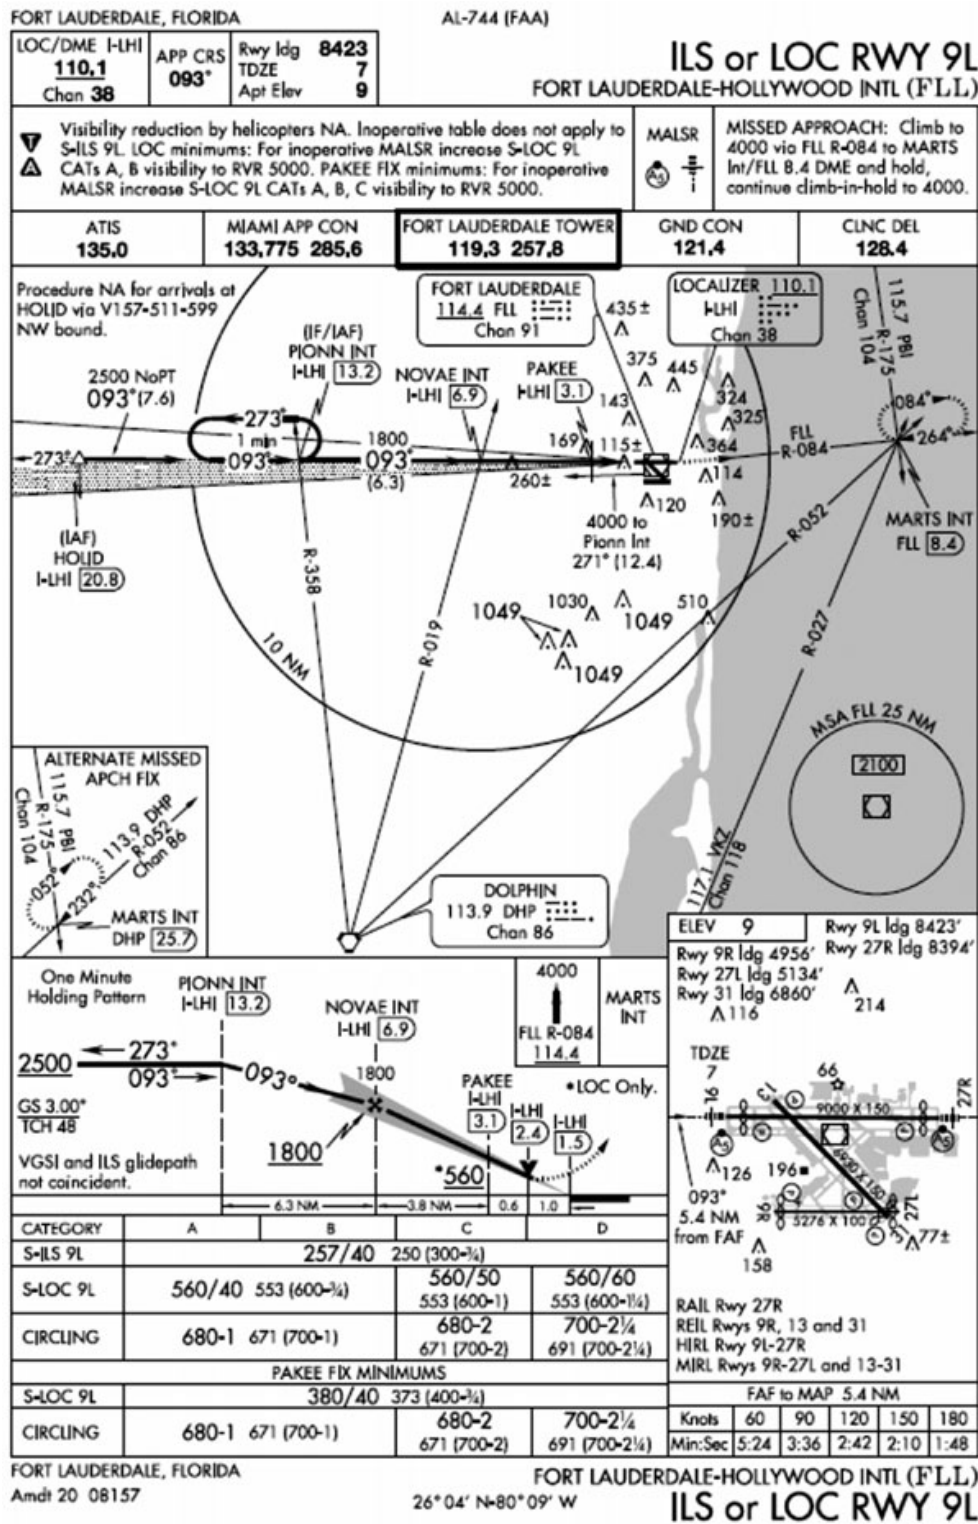 FORT LAUDERDALE, FLORIDA
AL-744 (FAA)
LOC/DME I-LHI
110.1
Chan 38
APP CRS
093°
Rwy ldg 8423
TDZE 7
Apt Elev 9
ILS or LOC RWY 9L
FORT LAUDERDALE-HOLLYWOOD INTL (FLL)
T
A
Visibility reduction by helicopters NA. Inoperative table does not apply to
S-ILS 9L. LOC minimums: For inoperative MALSR increase S-LOC 9L
CATs A, B visibility to RVR 5000. PAKEE FIX minimums: For inoperative
MALSR increase S-LOC 9L CATs A, B, C visibility to RVR 5000.
MALSR
A5
MISSED APPROACH: Climb to
4000 via FLL R-084 to MARTS
Int/FLL 8.4 DME and hold,
continue climb-in-hold to 4000.
ATIS
135.0
MIAMI APP CON
133.775 285.6
FORT LAUDERDALE TOWER
119.3 257.8
GND CON
121.4
CLNC DEL
128.4
Procedure NA for arrivals at
HOLID via V157-511-599
NW bound.
FORT LAUDERDALE
114.4 FLL
Chan 91
LOCALIZER 110.1
I-LHI
Chan 38
115.7 PBI
Chan 104
R-175
(IF/IAF)
PIONN INT
I-LHI 13.2
2500 NoPT
093° (7.6)
NOVAE INT
I-LHI 6.9
PAKEE
I-LHI 3.1
435±
375
445
324
325
143
364
169
115±
114
120
190±
260±
273°
1 min
093°
1800
093°
(6.3)
273°
FLL
R-084
084°
264°
MARTS INT
FLL 8.4
(IAF)
HOLID
I-LHI 20.8
4000 to
Pionn Int
271° (12.4)
R-358
R-019
R-052
R-027
1049
1030
1049
510
1049
10 NM
MSA FLL 25 NM
2100
117.1 VKZ
Chan 118
ALTERNATE MISSED
APCH FIX
115.7 PBI
R-175
Chan 104
113.9 DHP
R-052
Chan 86
052°
232°
MARTS INT
DHP 25.7
DOLPHIN
113.9 DHP
Chan 86
ELEV 9
Rwy 9L ldg 8423'
Rwy 27R ldg 8394'
Rwy 9R ldg 4956'
Rwy 27L ldg 5134'
Rwy 31 ldg 6860'
116
214
TDZE
7
66
9L
13
27R
9000 X 150
A5
A5
126
196
6930 X 150
093°
5.4 NM
from FAF
9R
5276 X 100
27L
31
77±
158
RAIL Rwy 27R
REIL Rwys 9R, 13 and 31
HIRL Rwy 9L-27R
MIRL Rwys 9R-27L and 13-31
One Minute
Holding Pattern
PIONN INT
I-LHI 13.2
NOVAE INT
I-LHI 6.9
4000
FLL R-084
114.4
MARTS
INT
2500
273°
093°
093°
1800
PAKEE
I-LHI
3.1
I-LHI
2.4
I-LHI
1.5
*LOC Only.
GS 3.00°
TCH 48
1800
*560
VGSI and ILS glidepath
not coincident.
6.3 NM
3.8 NM
0.6
1.0
CATEGORY A B C D
S-ILS 9L 257/40 250 (300-¾)
S-LOC 9L 560/40 553 (600-¾) 560/50 553 (600-1) 560/60 553 (600-1¼)
CIRCLING 680-1 671 (700-1) 680-2 671 (700-2) 700-2¼ 691 (700-2¼)
PAKEE FIX MINIMUMS
S-LOC 9L 380/40 373 (400-¾)
CIRCLING 680-1 671 (700-1) 680-2 671 (700-2) 700-2¼ 691 (700-2¼)
FAF to MAP 5.4 NM
Knots 60 90 120 150 180
Min:Sec 5:24 3:36 2:42 2:10 1:48
FORT LAUDERDALE, FLORIDA
Amdt 20 08157
26°04' N-80°09' W
FORT LAUDERDALE-HOLLYWOOD INTL (FLL)
ILS or LOC RWY 9L